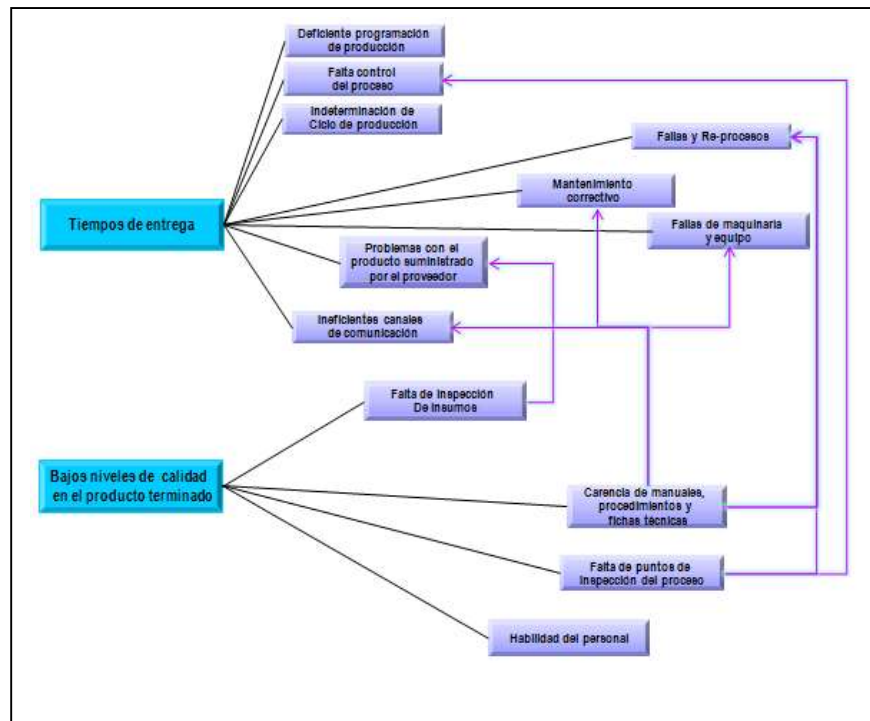 Deficiente programación
de producción
Falta control
del proceso
Indeterminación de
Ciclo de producción
Fallas y Re-procesos
Mantenimiento
correctivo
Tiempos de entrega
Fallas de maquinaria
y equipo
Problemas con el
producto suministrado
por el proveedor
Ineficientes canales
de comunicación
Falta de Inspección
De insumos
Bajos niveles de calidad
en el producto terminado
Carencia de manuales,
procedimientos y
fichas técnicas
Falta de puntos de
Inspección del proceso
Habilidad del personal